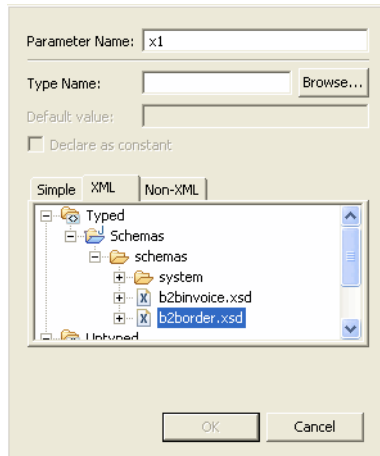 Parameter Name: x1
Type Name: Browse...
Default value:
Declare as constant
Simple XML Non-XML
Typed
Schemas
schemas
system
b2binvoice.xsd
b2border.xsd
Untyped
OK Cancel